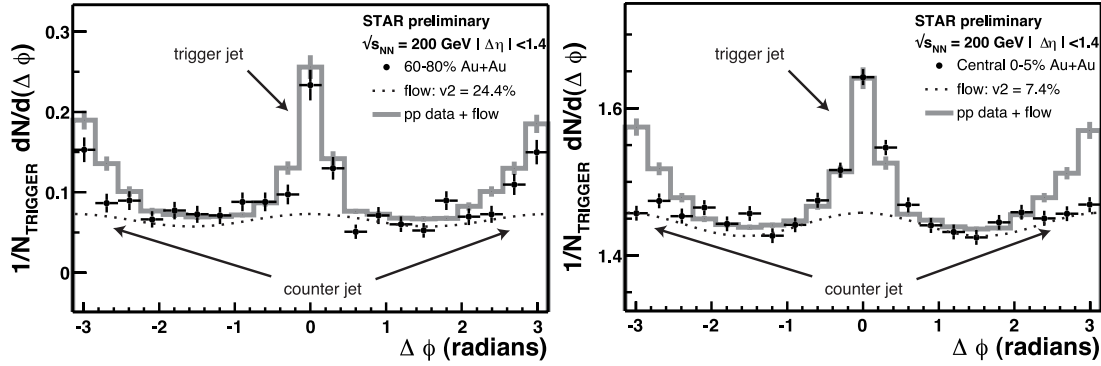 STAR preliminary
√sNN = 200 GeV | Δη | <1.4
60-80% Au+Au
flow: v2 = 24.4%
pp data + flow
trigger jet
counter jet
1/NTRIGGER dN/d(Δ φ)
0.3
0.2
0.1
0
-3 -2 -1 0 1 2 3
Δ φ (radians)
STAR preliminary
√sNN = 200 GeV | Δη | <1.4
Central 0-5% Au+Au
flow: v2 = 7.4%
pp data + flow
trigger jet
counter jet
1/NTRIGGER dN/d(Δ φ)
1.6
1.4
-3 -2 -1 0 1 2 3
Δ φ (radians)